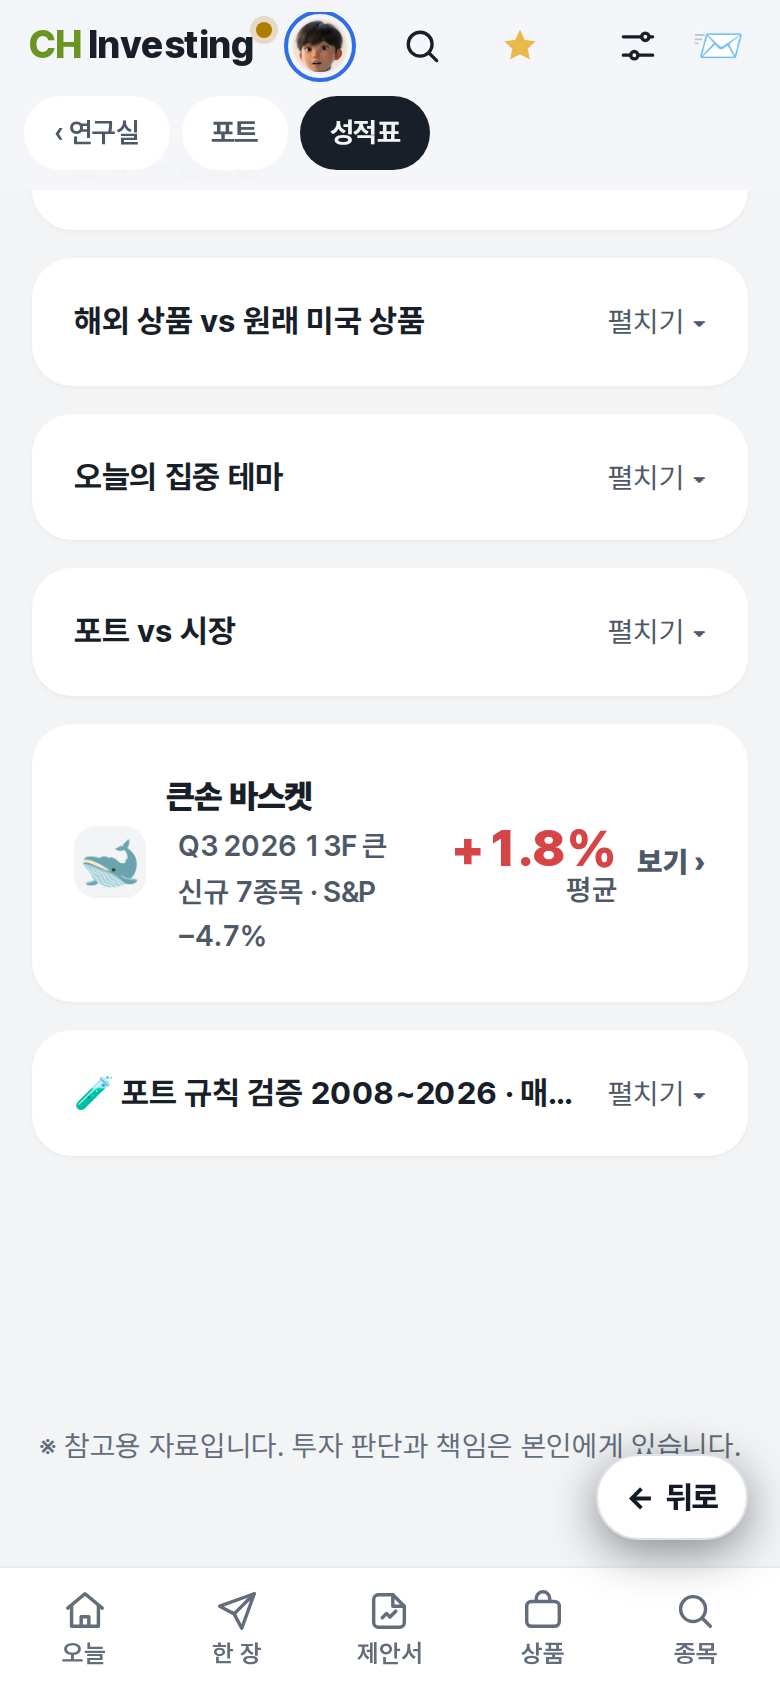 CH Investing
‹ 연구실
포트
성적표
해외 상품 vs 원래 미국 상품
펼치기
오늘의 집중 테마
펼치기
포트 vs 시장
펼치기
큰손 바스켓
Q3 2026 13F 큰
신규 7종목 · S&P
−4.7%
+1.8%
평균
보기 ›
포트 규칙 검증 2008~2026 · 매…
펼치기
※ 참고용 자료입니다. 투자 판단과 책임은 본인에게 있습니다.
← 뒤로
오늘
한 장
제안서
상품
종목